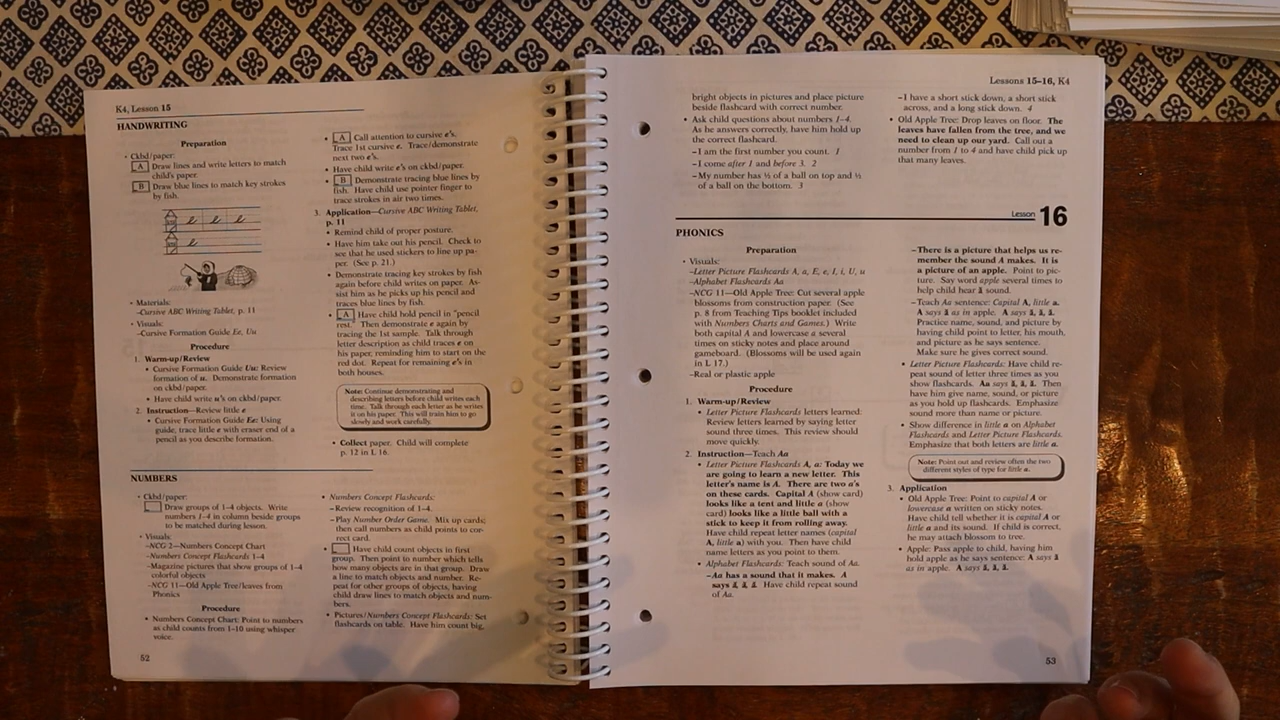 K4, Lesson 15
HANDWRITING
Preparation
• Ckbd/paper:
A Draw lines and write letters to match
child's paper.
B Draw blue lines to match key strokes
by fish.
e e e
e
• Materials:
–Cursive ABC Writing Tablet, p. 11
• Visuals:
–Cursive Formation Guide Ee, Uu
Procedure
1. Warm-up/Review
• Cursive Formation Guide Uu: Review
formation of u. Demonstrate formation
on ckbd/paper.
• Have child write u's on ckbd/paper.
2. Instruction—Review little e
• Cursive Formation Guide Ee: Using
guide, trace little e with eraser end of a
pencil as you describe formation.
• A Call attention to cursive e's.
Trace 1st cursive e. Trace/demonstrate
next two e's.
• Have child write e's on ckbd/paper.
• B Demonstrate tracing blue lines by
fish. Have child use pointer finger to
trace strokes in air two times.
3. Application—Cursive ABC Writing Tablet,
p. 11
• Remind child of proper posture.
• Have him take out his pencil. Check to
see that he used stickers to line up pa-
per. (See p. 21.)
• Demonstrate tracing key strokes by fish
again before child writes on paper. As-
sist him as he picks up his pencil and
traces blue lines by fish.
• A Have child hold pencil in "pencil
rest." Then demonstrate e again by
tracing the 1st sample. Talk through
letter description as child traces e on
his paper, reminding him to start on the
red dot. Repeat for remaining e's in
both houses.
Note: Continue demonstrating and
describing letters before child writes each
time. Talk through each letter as he writes
it on his paper. This will train him to go
slowly and work carefully.
• Collect paper. Child will complete
p. 12 in L 16.
NUMBERS
• Ckbd/paper:
Draw groups of 1–4 objects. Write
numbers 1–4 in column beside groups
to be matched during lesson.
• Visuals:
–NCG 2—Numbers Concept Chart
–Numbers Concept Flashcards 1–4
–Magazine pictures that show groups of 1–4
colorful objects
–NCG 11—Old Apple Tree/leaves from
Phonics
Procedure
• Numbers Concept Chart: Point to numbers
as child counts from 1–10 using whisper
voice.
• Numbers Concept Flashcards:
–Review recognition of 1–4.
–Play Number Order Game. Mix up cards;
then call numbers as child points to cor-
rect card.
• Have child count objects in first
group. Then point to number which tells
how many objects are in that group. Draw
a line to match objects and number. Re-
peat for other groups of objects, having
child draw lines to match objects and num-
bers.
• Pictures/Numbers Concept Flashcards: Set
flashcards on table. Have him count big,
52
Lessons 15–16, K4
bright objects in pictures and place picture
beside flashcard with correct number.
• Ask child questions about numbers 1–4.
As he answers correctly, have him hold up
the correct flashcard.
–I am the first number you count. 1
–I come after 1 and before 3. 2
–My number has ½ of a ball on top and ½
of a ball on the bottom. 3
–I have a short stick down, a short stick
across, and a long stick down. 4
• Old Apple Tree: Drop leaves on floor. The
leaves have fallen from the tree, and we
need to clean up our yard. Call out a
number from 1 to 4 and have child pick up
that many leaves.
Lesson 16
PHONICS
Preparation
• Visuals:
–Letter Picture Flashcards A, a, E, e, I, i, U, u
–Alphabet Flashcards Aa
–NCG 11—Old Apple Tree: Cut several apple
blossoms from construction paper. (See
p. 8 from Teaching Tips booklet included
with Numbers Charts and Games.) Write
both capital A and lowercase a several
times on sticky notes and place around
gameboard. (Blossoms will be used again
in L 17.)
–Real or plastic apple
Procedure
1. Warm-up/Review
• Letter Picture Flashcards letters learned:
Review letters learned by saying letter
sound three times. This review should
move quickly.
2. Instruction—Teach Aa
• Letter Picture Flashcards A, a: Today we
are going to learn a new letter. This
letter's name is A. There are two a's
on these cards. Capital A (show card)
looks like a tent and little a (show
card) looks like a little ball with a
stick to keep it from rolling away.
Have child repeat letter names (capital
A, little a) with you. Then have child
name letters as you point to them.
• Alphabet Flashcards: Teach sound of Aa.
–Aa has a sound that it makes. A
says ă, ă, ă. Have child repeat sound
of Aa.
–There is a picture that helps us re-
member the sound A makes. It is
a picture of an apple. Point to pic-
ture. Say word apple several times to
help child hear ă sound.
–Teach Aa sentence: Capital A, little a.
A says ă as in apple. A says ă, ă, ă.
Practice name, sound, and picture by
having child point to letter, his mouth,
and picture as he says sentence.
Make sure he gives correct sound.
• Letter Picture Flashcards: Have child re-
peat sound of letter three times as you
show flashcards. Aa says ă, ă, ă. Then
have him give name, sound, or picture
as you hold up flashcards. Emphasize
sound more than name or picture.
• Show difference in little a on Alphabet
Flashcards and Letter Picture Flashcards.
Emphasize that both letters are little a.
Note: Point out and review often the two
different styles of type for little a.
3. Application
• Old Apple Tree: Point to capital A or
lowercase a written on sticky notes.
Have child tell whether it is capital A or
little a and its sound. If child is correct,
he may attach blossom to tree.
• Apple: Pass apple to child, having him
hold apple as he says sentence: A says ă
as in apple. A says ă, ă, ă.
53